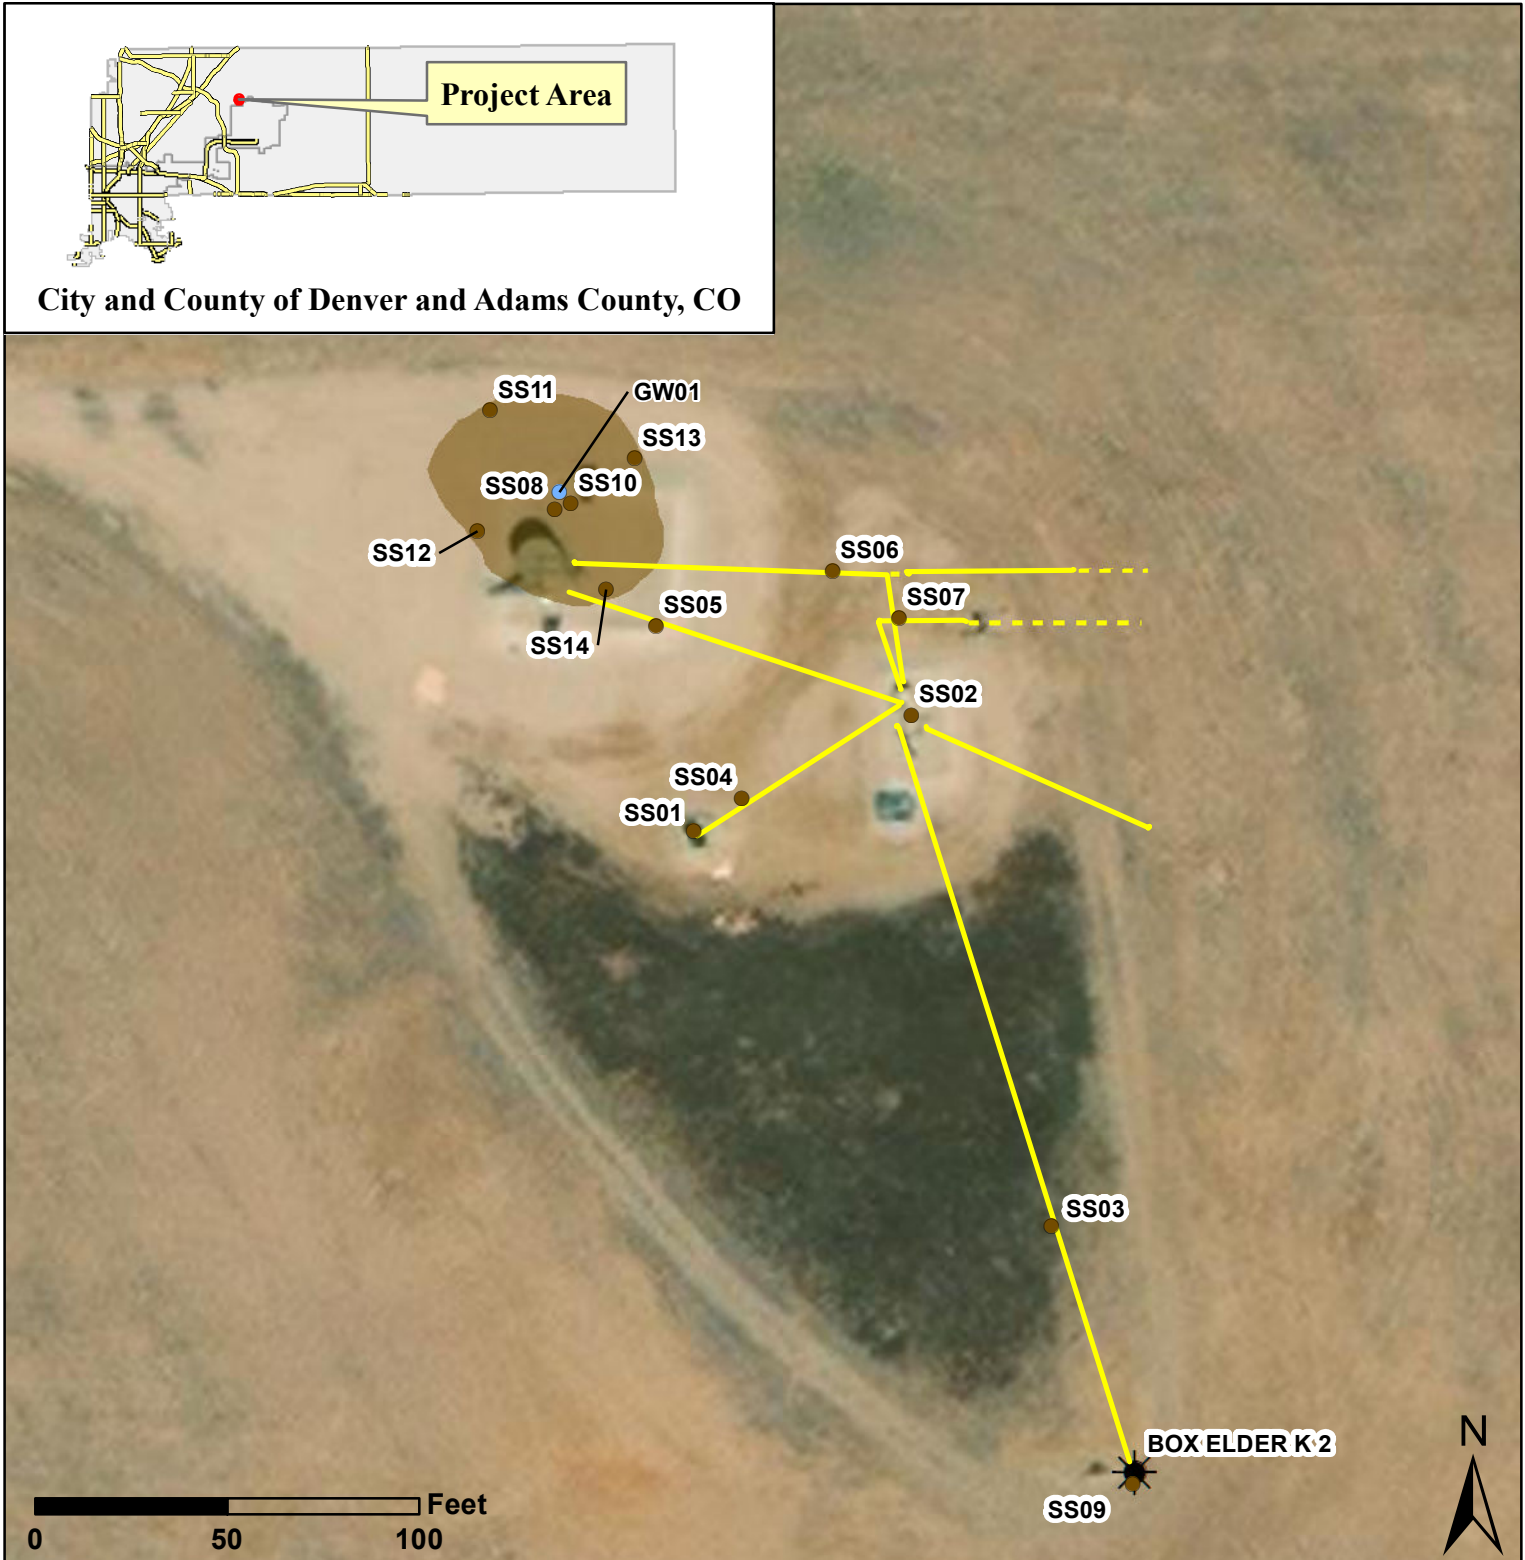 Project Area
City and County of Denver and Adams County, CO
SS11
GW01
SS13
SS08
SS10
SS12
SS06
SS07
SS05
SS14
SS02
SS04
SS01
SS03
N
BOX ELDER K 2
Feet
SS09
0 50 100